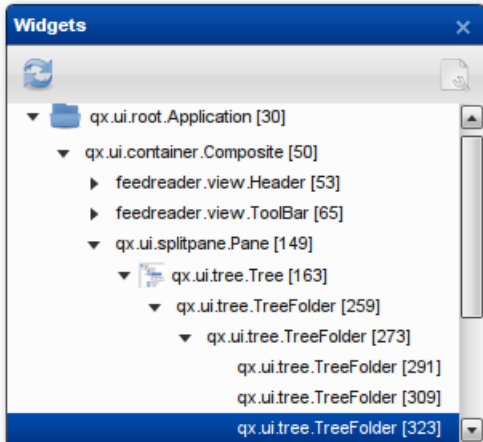 Widgets
qx.ui.root.Application [30]
qx.ui.container.Composite [50]
feedreader.view.Header [53]
feedreader.view.ToolBar [65]
qx.ui.splitpane.Pane [149]
qx.ui.tree.Tree [163]
qx.ui.tree.TreeFolder [259]
qx.ui.tree.TreeFolder [273]
qx.ui.tree.TreeFolder [291]
qx.ui.tree.TreeFolder [309]
qx.ui.tree.TreeFolder [323]